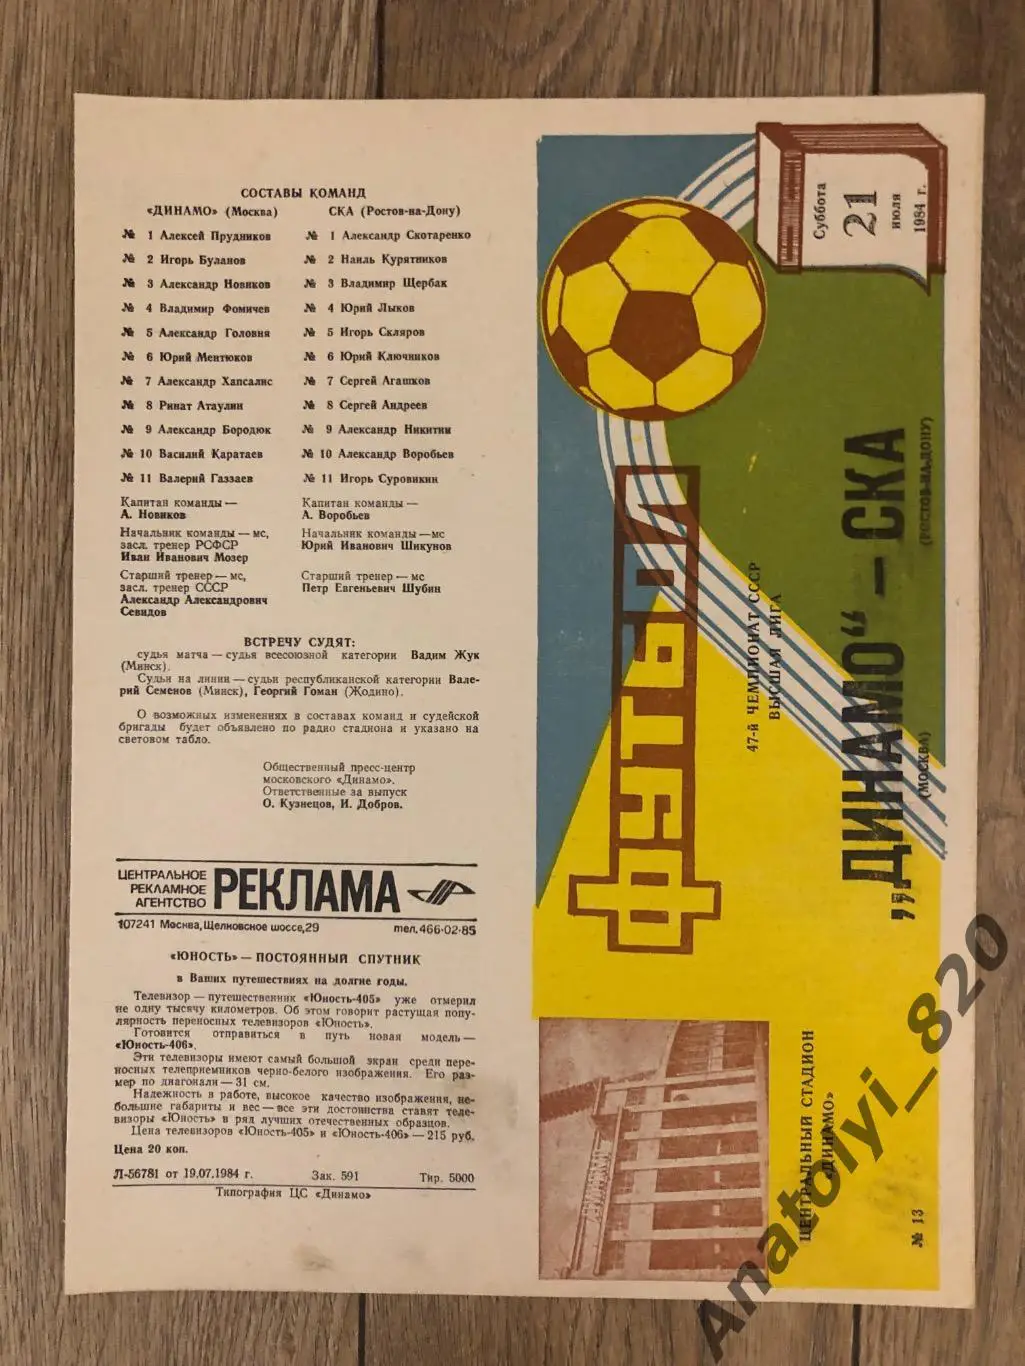 СОСТАВЫ КОМАНД
«ДИНАМО» (Москва)
№ 1 Алексей Прудников
№ 2 Игорь Буланов
№ 3 Александр Новиков
№ 4 Владимир Фомичев
№ 5 Александр Головня
№ 6 Юрий Ментюков
№ 7 Александр Хапсалис
№ 8 Ринат Атаулин
№ 9 Александр Бородюк
№ 10 Василий Каратаев
№ 11 Валерий Газзаев
Капитан команды —
А. Новиков
Начальник команды — мс,
засл. тренер РСФСР
Иван Иванович Мозер
Старший тренер — мс,
засл. тренер СССР
Александр Александрович
Севидов
СКА (Ростов-на-Дону)
№ 1 Александр Скотаренко
№ 2 Наиль Курятников
№ 3 Владимир Щербак
№ 4 Юрий Лыков
№ 5 Игорь Скляров
№ 6 Юрий Ключников
№ 7 Сергей Агашков
№ 8 Сергей Андреев
№ 9 Александр Никитин
№ 10 Александр Воробьев
№ 11 Игорь Суровикин
Капитан команды —
А. Воробьев
Начальник команды — мс
Юрий Иванович Шикунов
Старший тренер — мс
Петр Евгеньевич Шубин
ВСТРЕЧУ СУДЯТ:
судья матча — судья всесоюзной категории Вадим Жук
(Минск).
Судьи на линии — судьи республиканской категории Вале-
рий Семенов (Минск), Георгий Гоман (Жодино).
О возможных изменениях в составах команд и судейской
бригады будет объявлено по радио стадиона и указано на
световом табло.
Общественный пресс-центр
московского «Динамо».
Ответственные за выпуск
О. Кузнецов, И. Добров.
ЦЕНТРАЛЬНОЕ
РЕКЛАМНОЕ
АГЕНТСТВО
РЕКЛАМА
107241 Москва, Щелковское шоссе, 29 тел. 466-02-85
«ЮНОСТЬ» — ПОСТОЯННЫЙ СПУТНИК
в Ваших путешествиях на долгие годы.
Телевизор — путешественник «Юность-405» уже отмерил
не одну тысячу километров. Об этом говорит растущая попу-
лярность переносных телевизоров «Юность».
Готовится отправиться в путь новая модель —
«Юность-406».
Эти телевизоры имеют самый большой экран среди пере-
носных телеприемников черно-белого изображения. Его раз-
мер по диагонали — 31 см.
Надежность в работе, высокое качество изображения, не-
большие габариты и вес — все эти достоинства ставят теле-
визоры «Юность» в ряд лучших отечественных образцов.
Цена телевизоров «Юность-405» и «Юность-406» — 215 руб.
Цена 20 коп.
Л-56781 от 19.07.1984 г. Зак. 591 Тир. 5000
Типография ЦС «Динамо»
Суббота
21
июля
1984 г.
ФУТБОЛ
47-й ЧЕМПИОНАТ СССР
ВЫСШАЯ ЛИГА
„ДИНАМО“ — СКА
(МОСКВА) (РОСТОВ-НА-ДОНУ)
ЦЕНТРАЛЬНЫЙ СТАДИОН
«ДИНАМО»
№ 13
Anatolyi_820